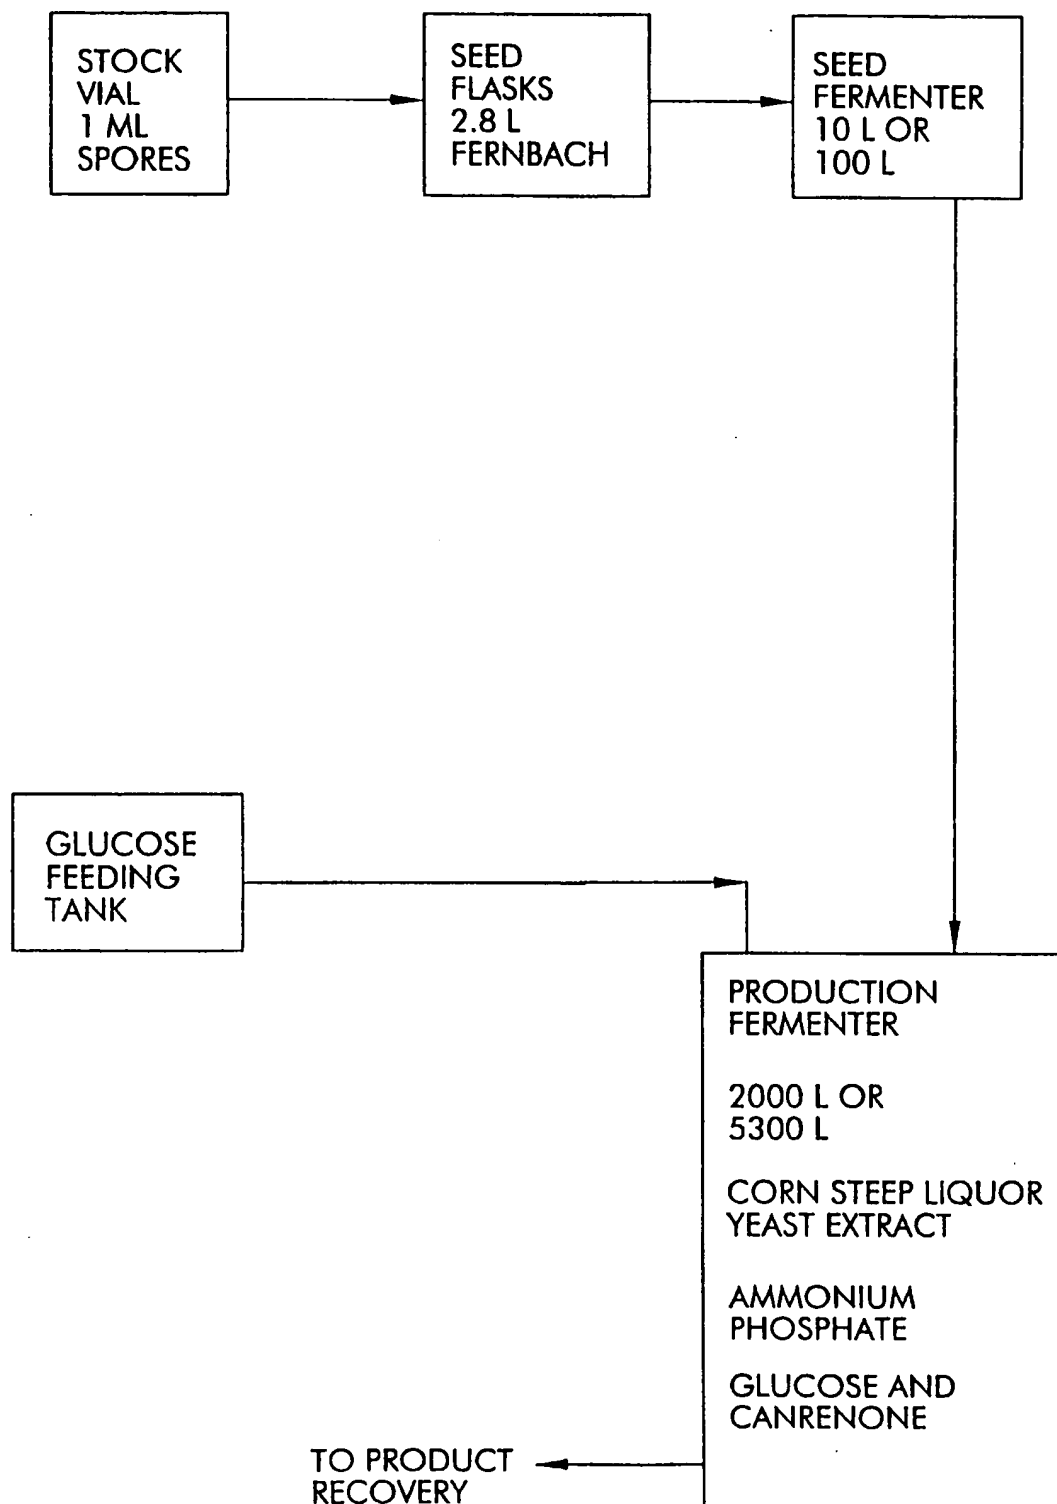 STOCK
VIAL
1 ML
SPORES
SEED
FLASKS
2.8 L
FERNBACH
SEED
FERMENTER
10 L OR
100 L
GLUCOSE
FEEDING
TANK
PRODUCTION
FERMENTER
2000 L OR
5300 L
CORN STEEP LIQUOR
YEAST EXTRACT
AMMONIUM
PHOSPHATE
GLUCOSE AND
CANRENONE
TO PRODUCT
RECOVERY